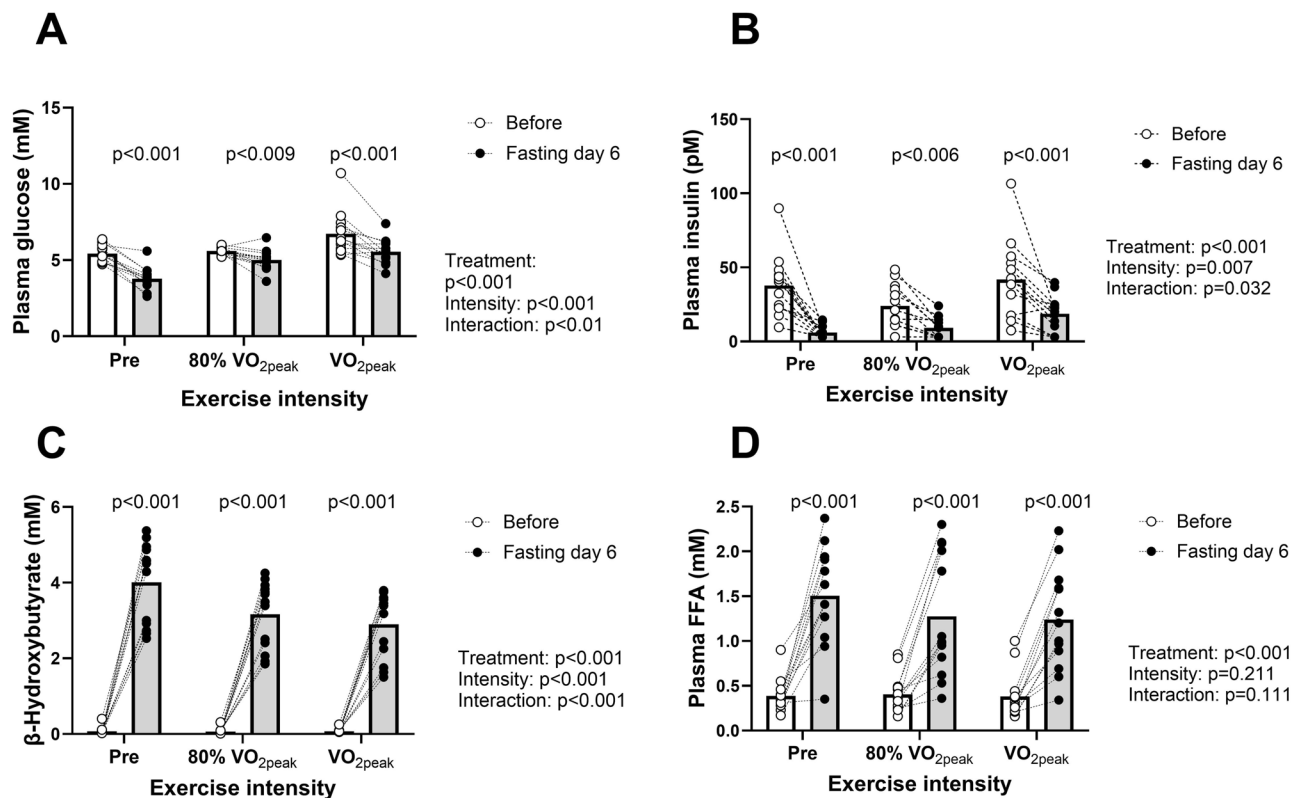 A
Plasma glucose (mM)
15
10
5
0
p<0.001
p<0.009
p<0.001
Before
Fasting day 6
Treatment:
p<0.001
Intensity: p<0.001
Interaction: p<0.01
Pre
80% VO2peak
VO2peak
Exercise intensity
B
Plasma insulin (pM)
150
100
50
0
p<0.001
p<0.006
p<0.001
Before
Fasting day 6
Treatment: p<0.001
Intensity: p=0.007
Interaction: p=0.032
Pre
80% VO2peak
VO2peak
Exercise intensity
C
β-Hydroxybutyrate (mM)
6
4
2
0
p<0.001
p<0.001
p<0.001
Before
Fasting day 6
Treatment: p<0.001
Intensity: p<0.001
Interaction: p<0.001
Pre
80% VO2peak
VO2peak
Exercise intensity
D
Plasma FFA (mM)
2.5
2.0
1.5
1.0
0.5
0.0
p<0.001
p<0.001
p<0.001
Before
Fasting day 6
Treatment: p<0.001
Intensity: p=0.211
Interaction: p=0.111
Pre
80% VO2peak
VO2peak
Exercise intensity